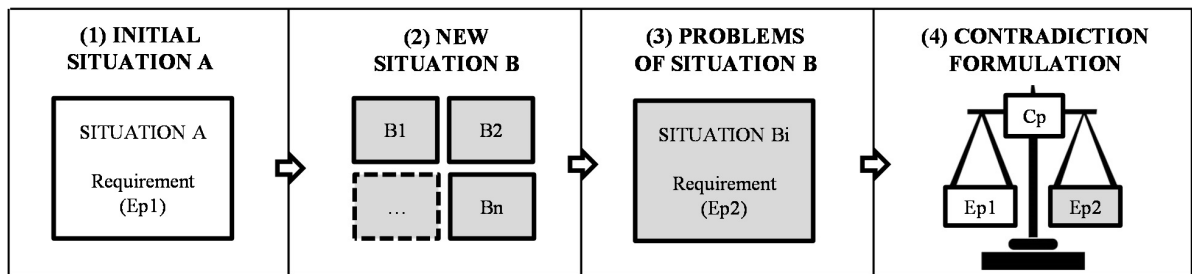 (1) INITIAL
SITUATION A
SITUATION A
Requirement
(Ep1)
(2) NEW
SITUATION B
B1
B2
...
Bn
(3) PROBLEMS
OF SITUATION B
SITUATION Bi
Requirement
(Ep2)
(4) CONTRADICTION
FORMULATION
Cp
Ep1
Ep2